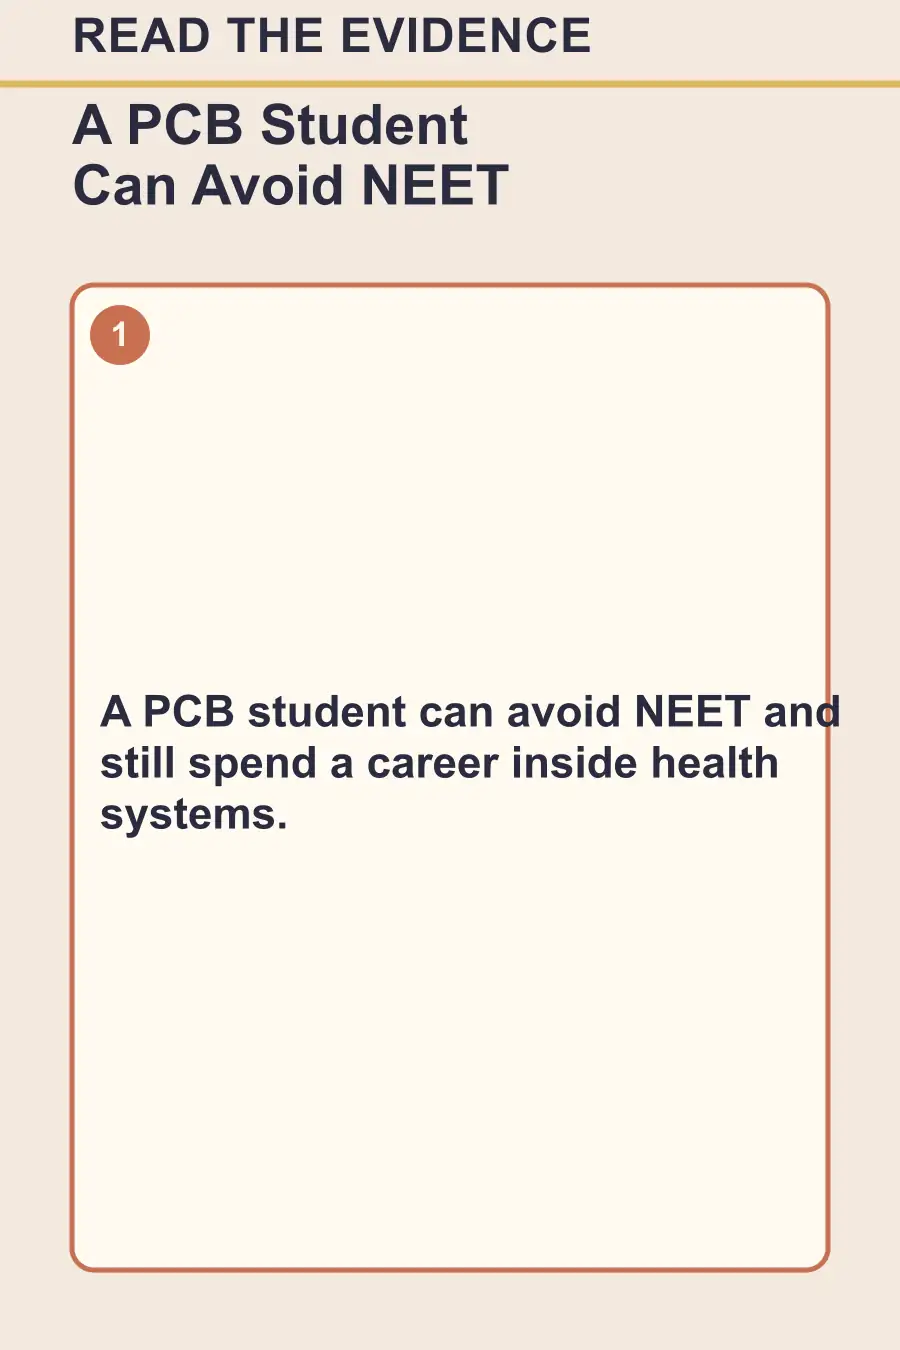 READ THE EVIDENCE
A PCB Student
Can Avoid NEET
1
A PCB student can avoid NEET and
still spend a career inside health
systems.